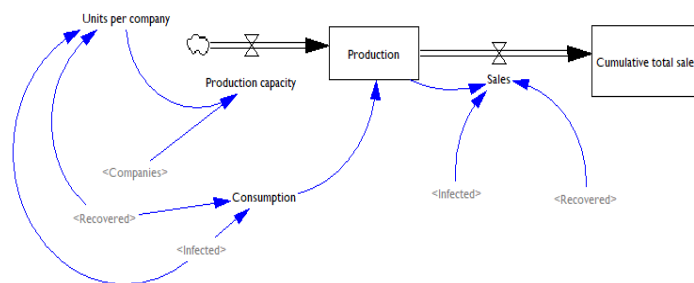 Units per company
Production
Cumulative total sale
Production capacity
Sales
<Companies>
<Recovered>
Consumption
<Infected>
<Infected>
<Recovered>